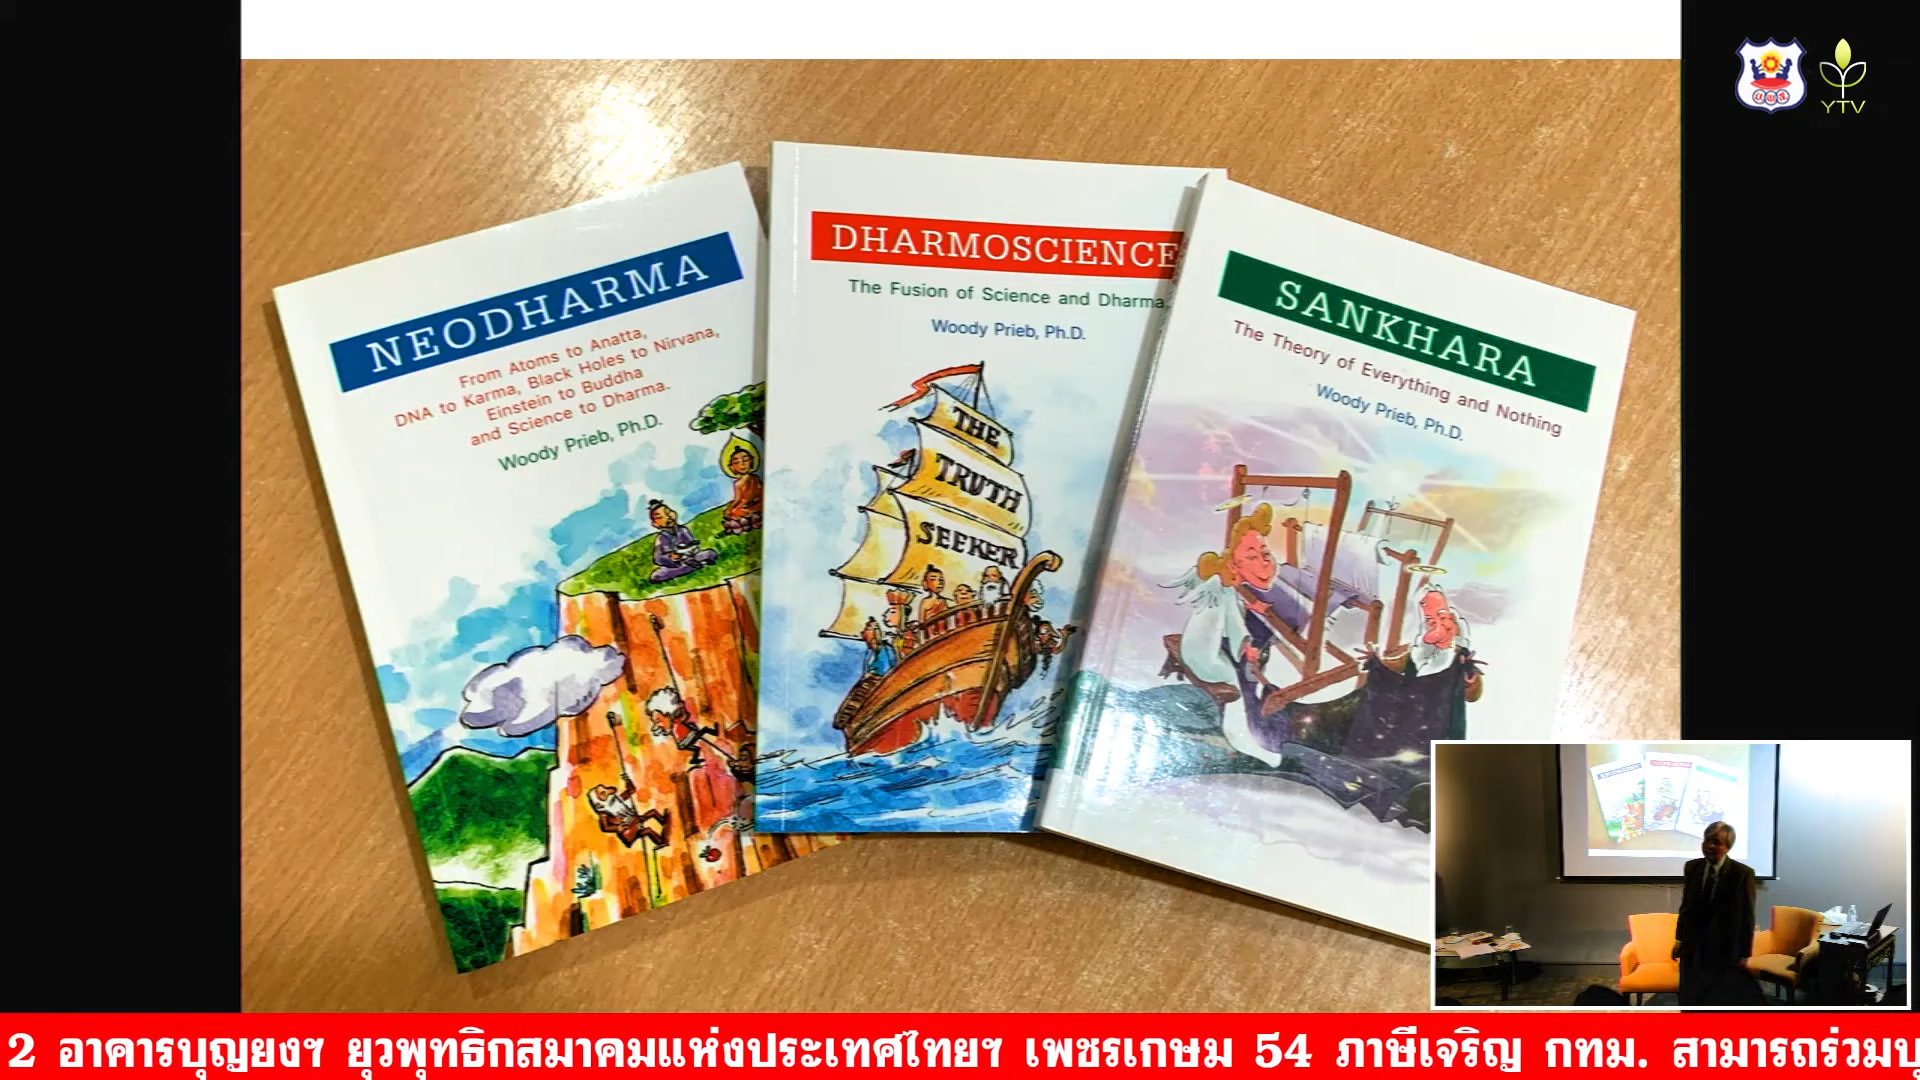 YTV
NEODHARMA
From Atoms to Anatta,
DNA to Karma, Black Holes to Nirvana,
Einstein to Buddha
and Science to Dharma.
Woody Prieb, Ph.D.
DHARMOSCIENCE
The Fusion of Science and Dharma
Woody Prieb, Ph.D.
THE
TRUTH
SEEKER
SANKHARA
The Theory of Everything and Nothing
Woody Prieb, Ph.D.
2 อาคารบุญยงฯ ยุวพุทธิกสมาคมแห่งประเทศไทยฯ เพชรเกษม 54 ภาษีเจริญ กทม. สามารถร่วมบุ